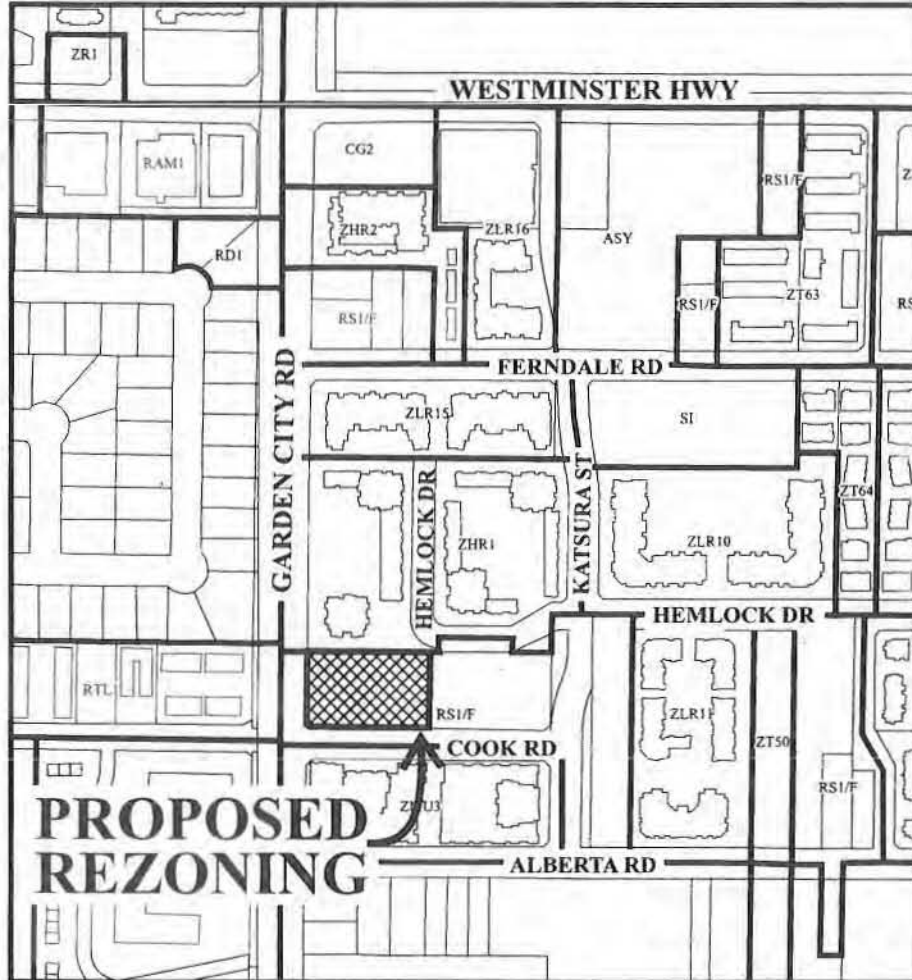 ZR1
WESTMINSTER HWY
CG2
RAM1
RS1/F
ZHR2
ZLR16
ASY
RD1
RS1/F
ZT63
RS1/F
FERNDALE RD
GARDEN CITY RD
ZLR15
SI
HEMLOCK DR
KATSURA ST
ZT64
ZHR1
ZLR10
HEMLOCK DR
RTL
RS1/F
ZLR11
ZT50
COOK RD
RS1/F
PROPOSED
REZONING
ALBERTA RD